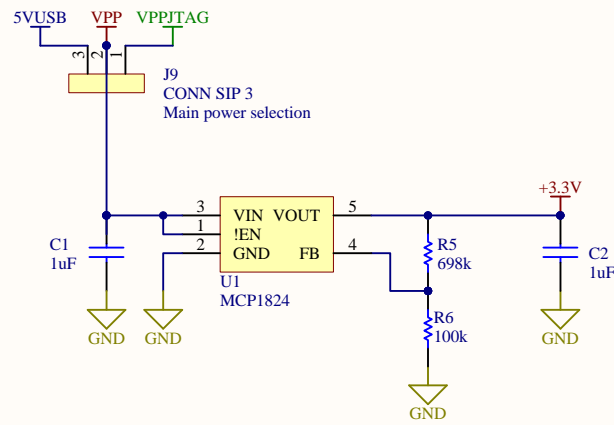 5VUSB VPP VPPJTAG
3 2 1
J9
CONN SIP 3
Main power selection
+3.3V
3 VIN VOUT 5
1 !EN
2 GND FB 4
C1
1uF
R5
698k
C2
1uF
U1
MCP1824
R6
100k
GND GND GND
GND